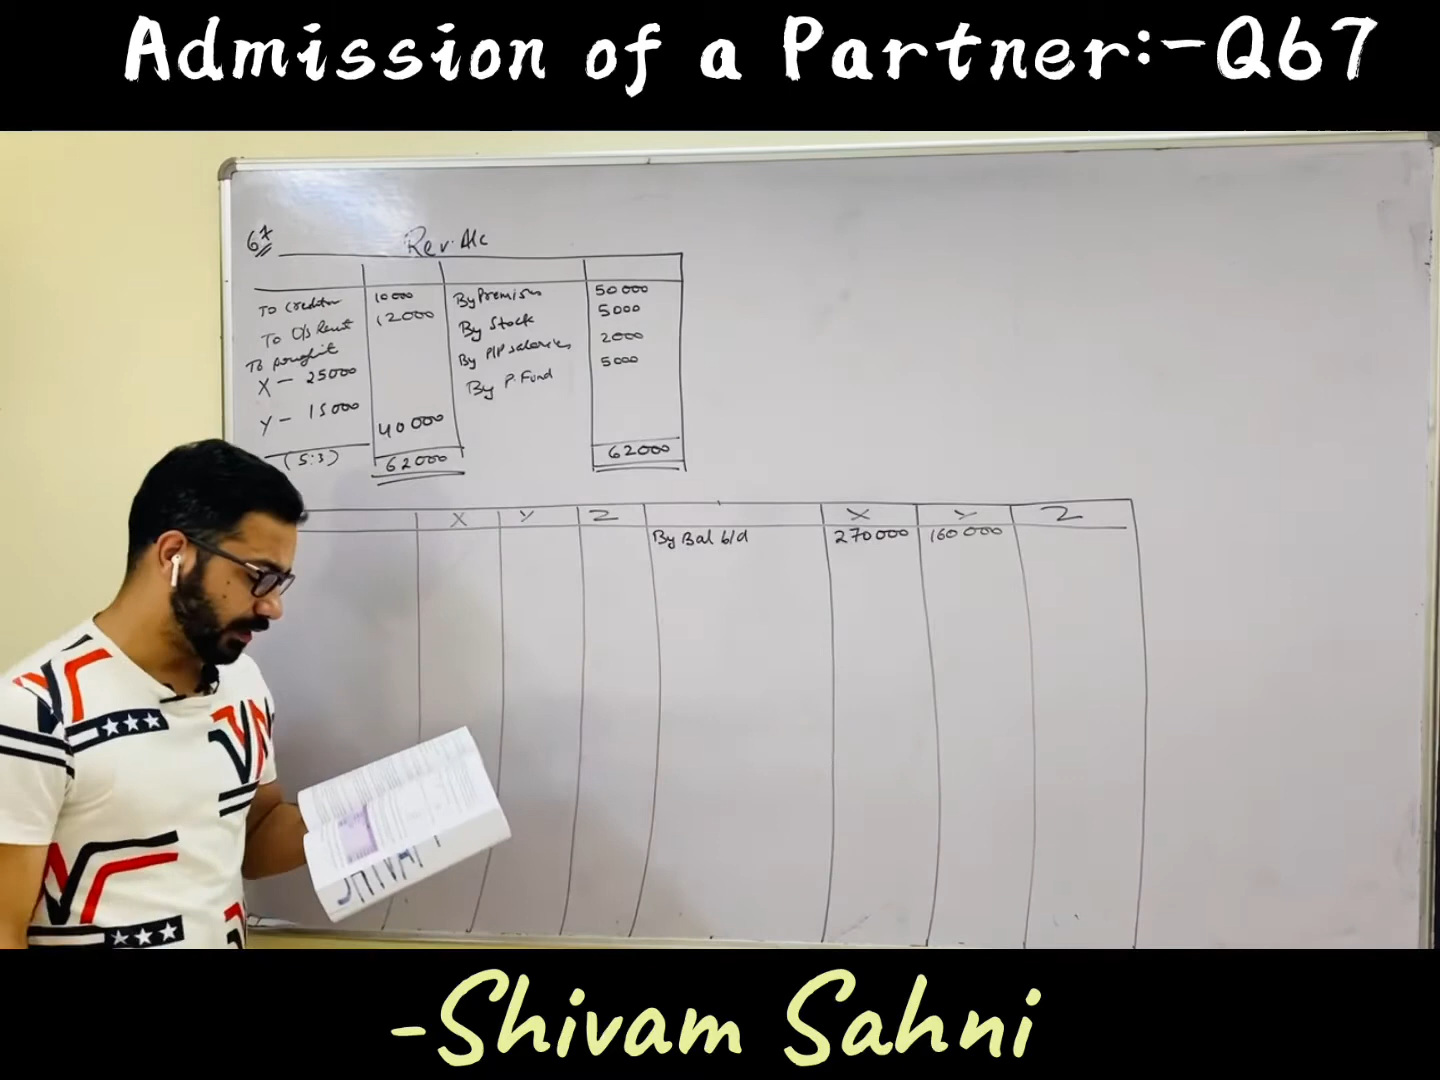 Admission of a Partner:-Q67
67
Rev. A/c
To creditor 10000 By Premises 50000
To O/s Rent 12000 By Stock 5000
To profit By P/P salaries 2000
X - 25000 By P. Fund 5000
Y - 15000 40000
(5:3) 62000 62000
X Y Z X Y Z
By Bal b/d 270000 160000
SHIVAM
-Shivam Sahni